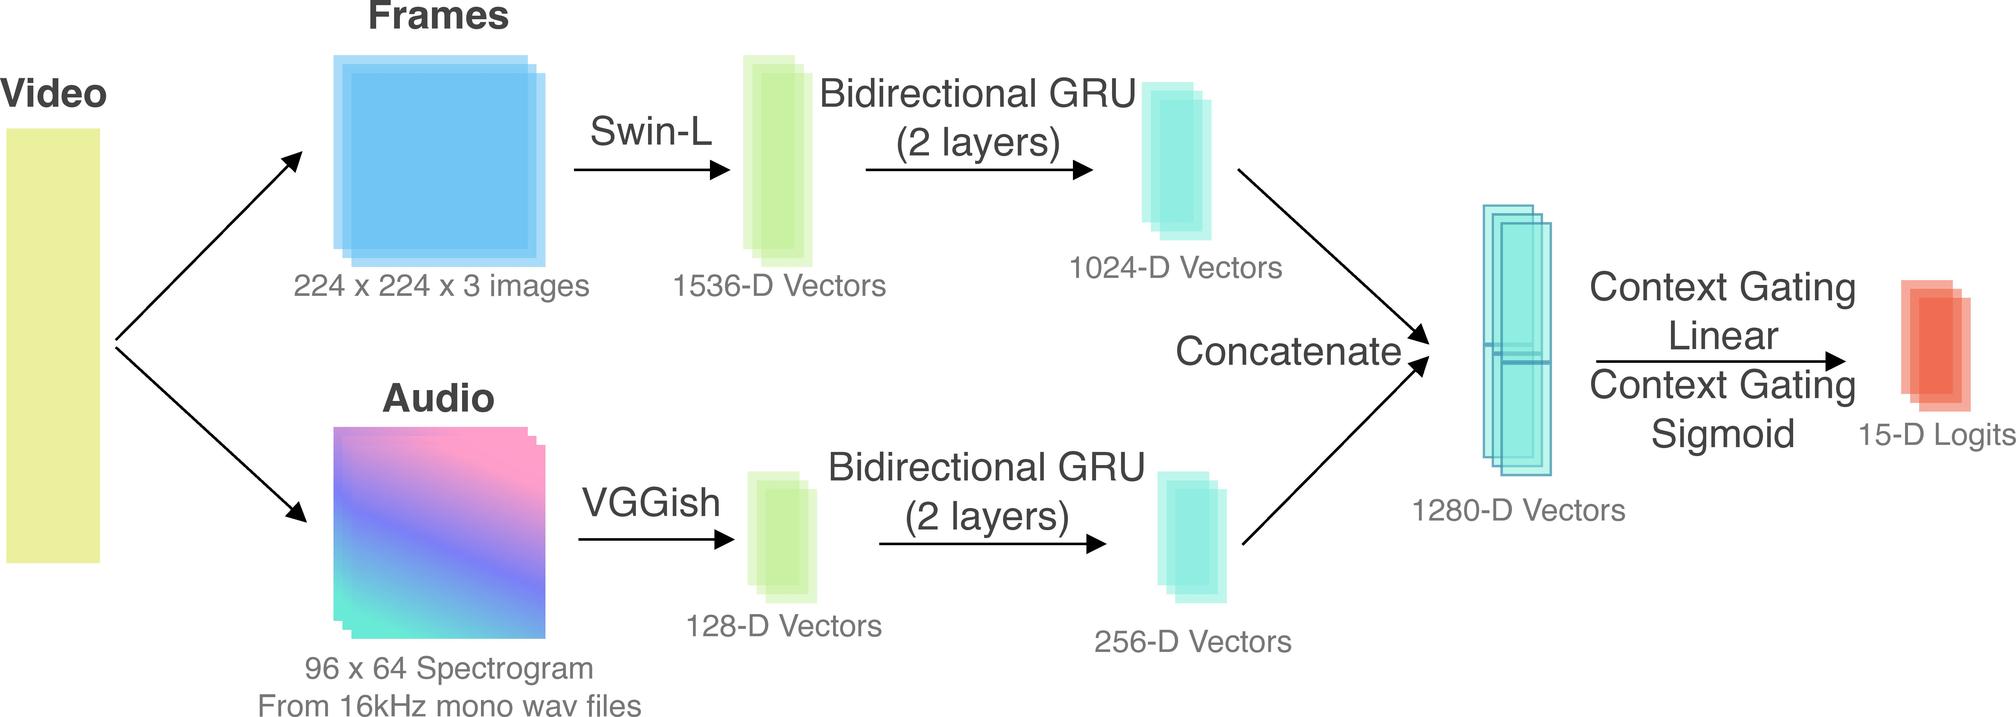 Frames
Video
Swin-L
Bidirectional GRU
(2 layers)
224 x 224 x 3 images
1536-D Vectors
1024-D Vectors
Concatenate
Context Gating
Linear
Context Gating
Sigmoid
15-D Logits
1280-D Vectors
Audio
VGGish
Bidirectional GRU
(2 layers)
128-D Vectors
256-D Vectors
96 x 64 Spectrogram
From 16kHz mono wav files